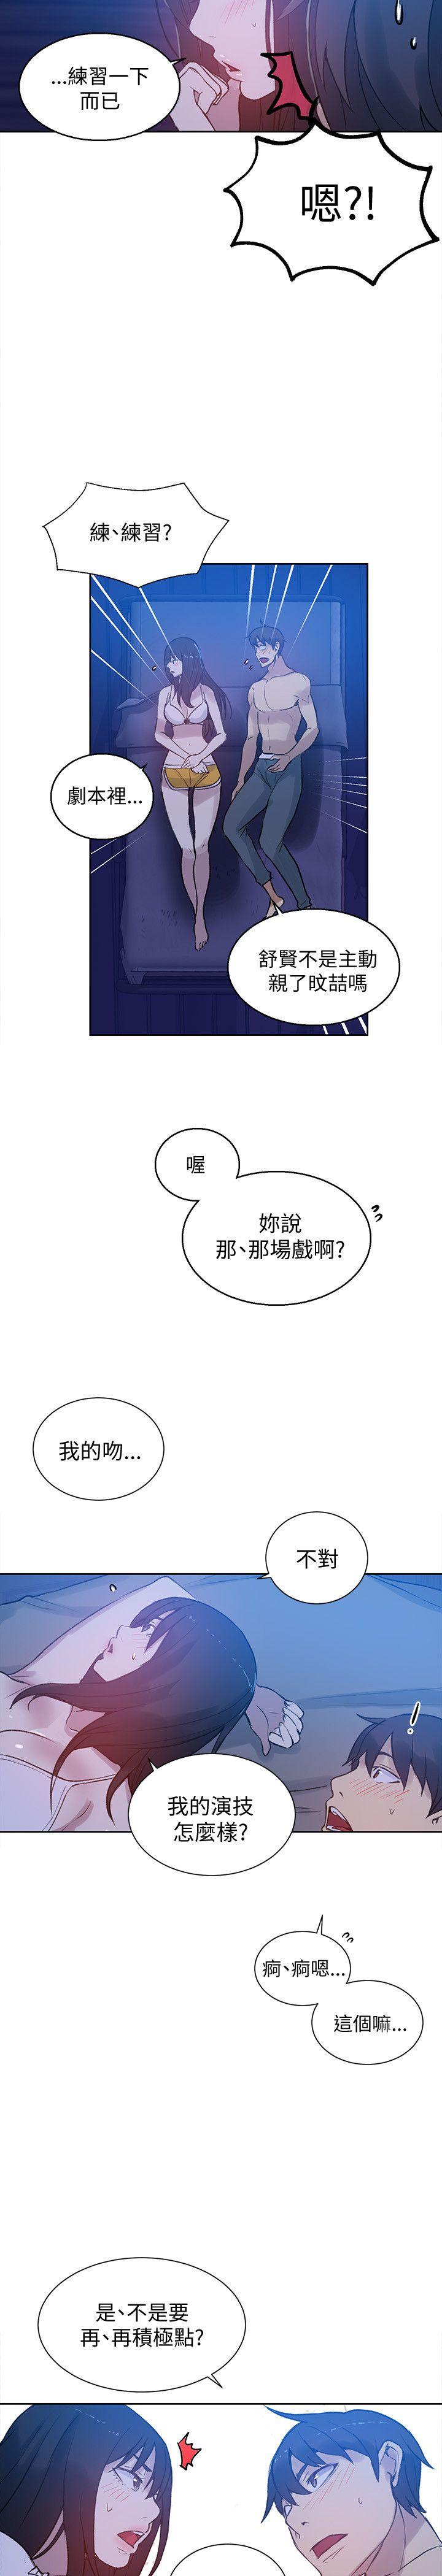 ...練習一下
而已
嗯?!
練、練習?
劇本裡...
舒賢不是主動
親了旼喆嗎
喔
妳說
那、那場戲啊?
我的吻...
不對
我的演技
怎麼樣?
痾、痾嗯...
這個嘛...
是、不是要
再、再積極點?